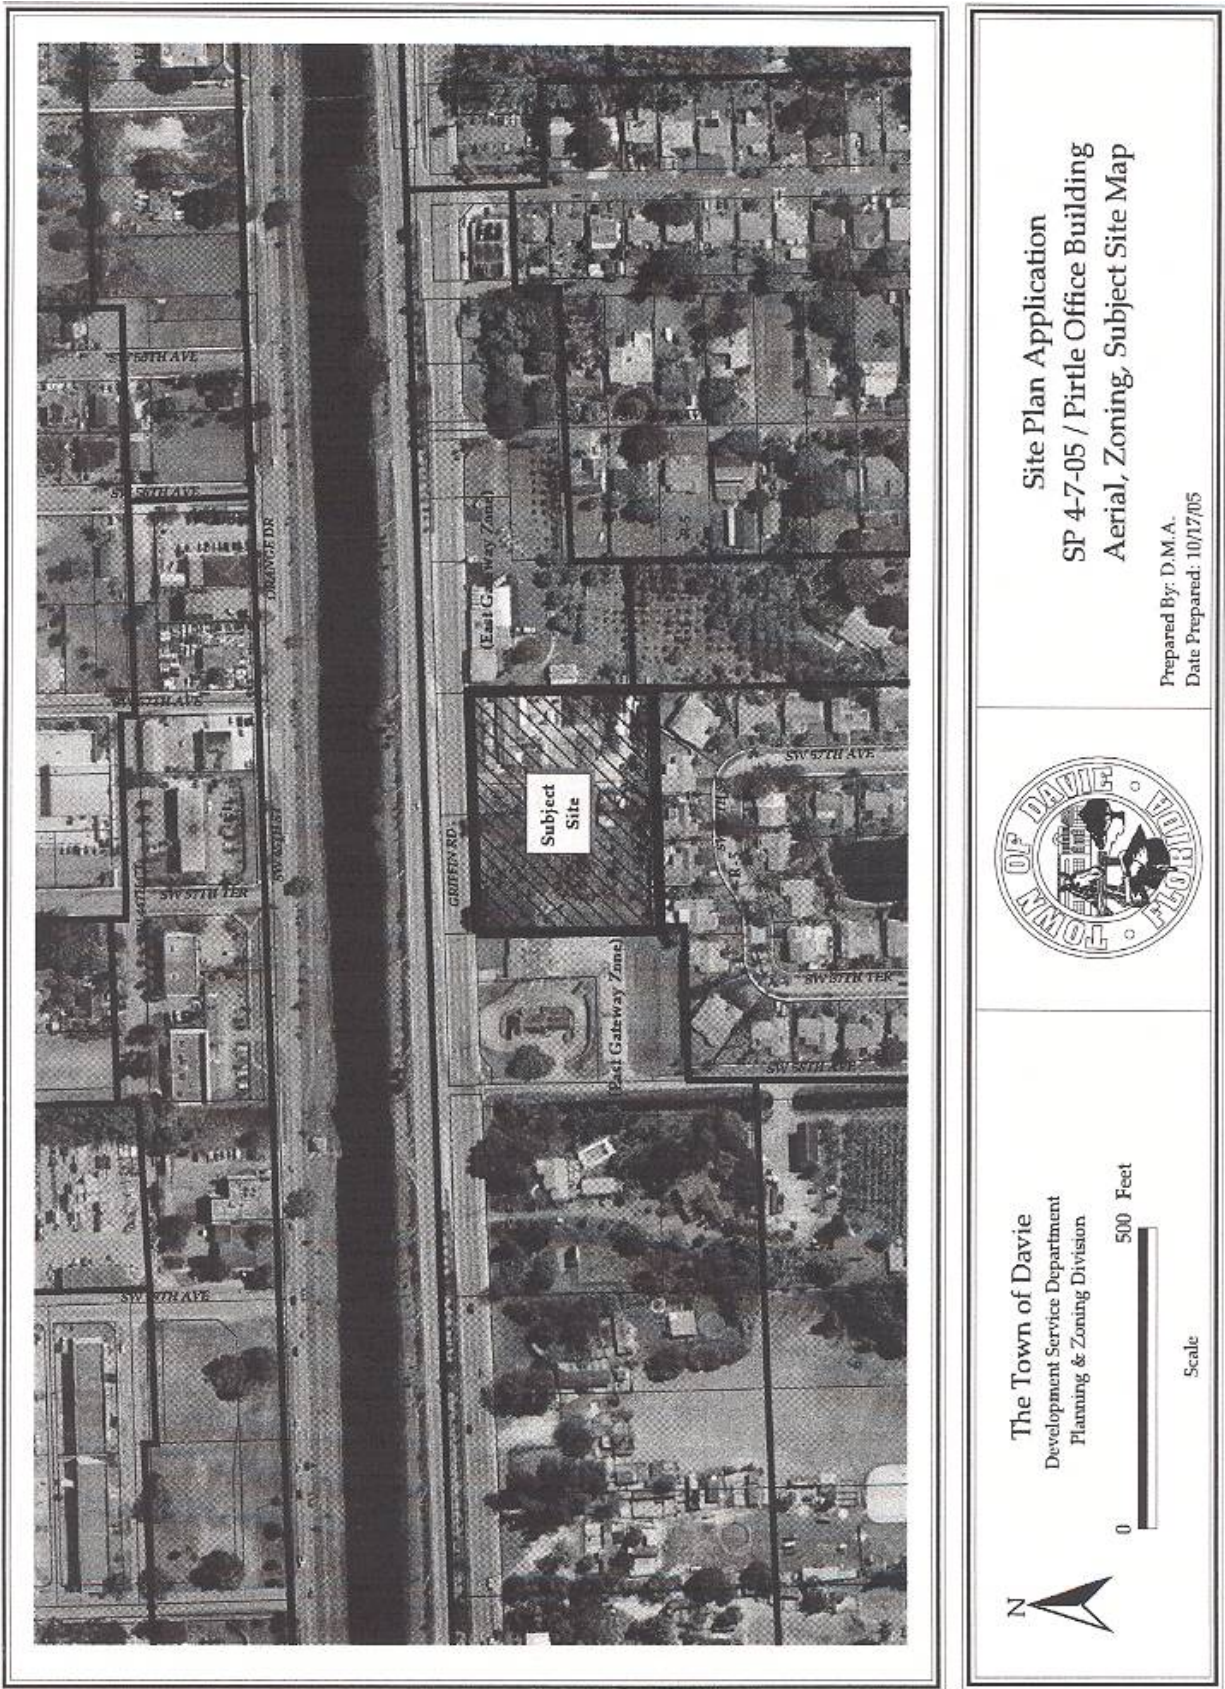 SW 57TH TER
SW 57TH AVE
SW 56TH AVE
ORANGE DR
GRIFFIN RD
Subject
Site
(East Gateway Zone)
(East Gateway Zone)
R-5
R-5
SW 58TH AVE
SW 57TH TER
SW 57TH AVE
N
The Town of Davie
Development Service Department
Planning & Zoning Division
0 500 Feet
Scale
TOWN OF DAVIE
FLORIDA
Site Plan Application
SP 4-7-05 / Pirtle Office Building
Aerial, Zoning, Subject Site Map
Prepared By: D.M.A.
Date Prepared: 10/17/05